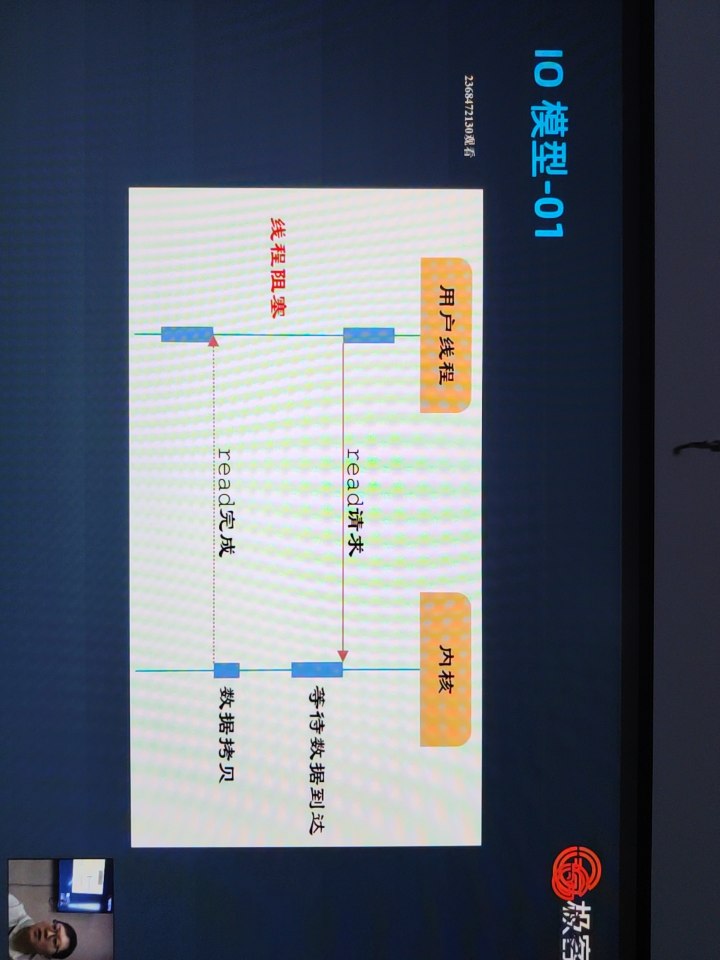 极客
IO 模型-01
2368472130观看
用户线程
内核
read请求
等待数据到达
线程阻塞
read完成
数据拷贝